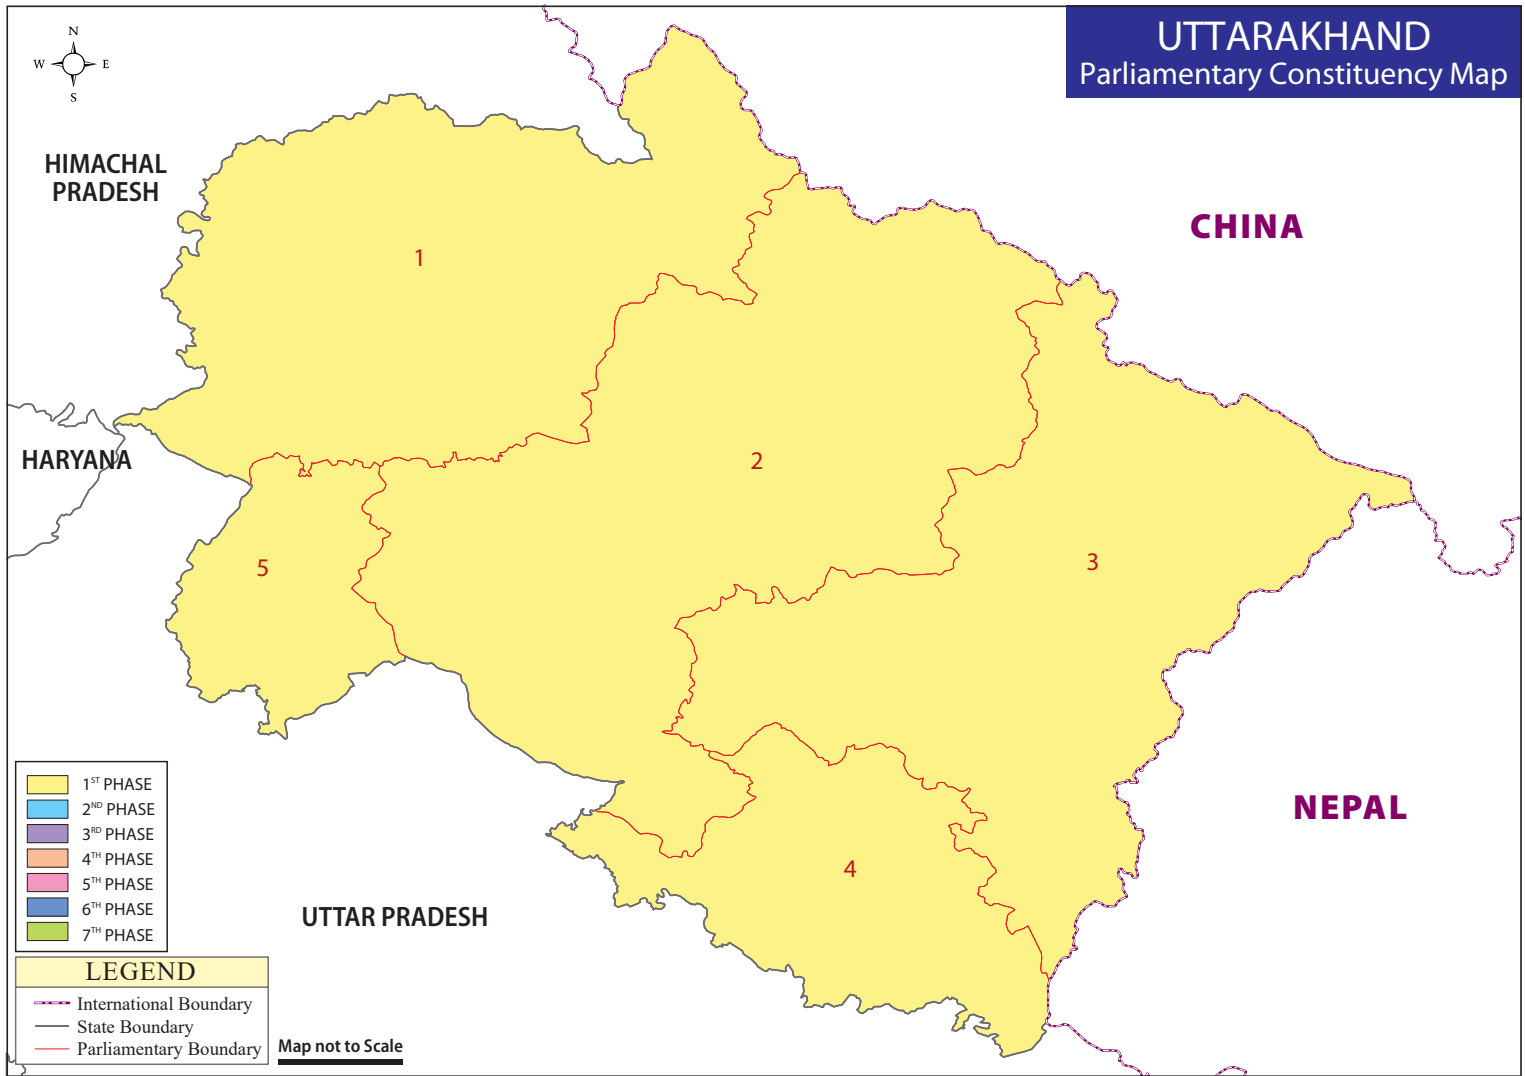 UTTARAKHAND
Parliamentary Constituency Map
N
W E
S
HIMACHAL
PRADESH
CHINA
1
HARYANA
2
5
3
NEPAL
4
UTTAR PRADESH
1ST PHASE
2ND PHASE
3RD PHASE
4TH PHASE
5TH PHASE
6TH PHASE
7TH PHASE
LEGEND
International Boundary
State Boundary
Parliamentary Boundary
Map not to Scale